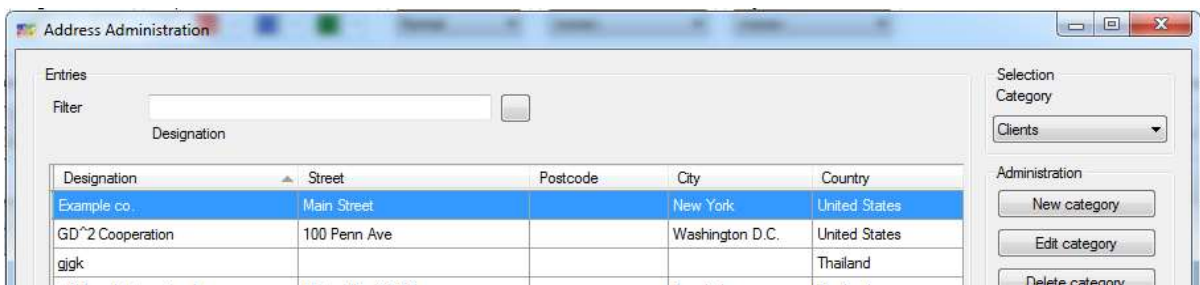 Address Administration
Entries
Filter
Designation
Selection
Category
Clients
Designation Street Postcode City Country
Example co. Main Street New York United States
GD^2 Cooperation 100 Penn Ave Washington D.C. United States
gjgk Thailand
Administration
New category
Edit category
Delete category